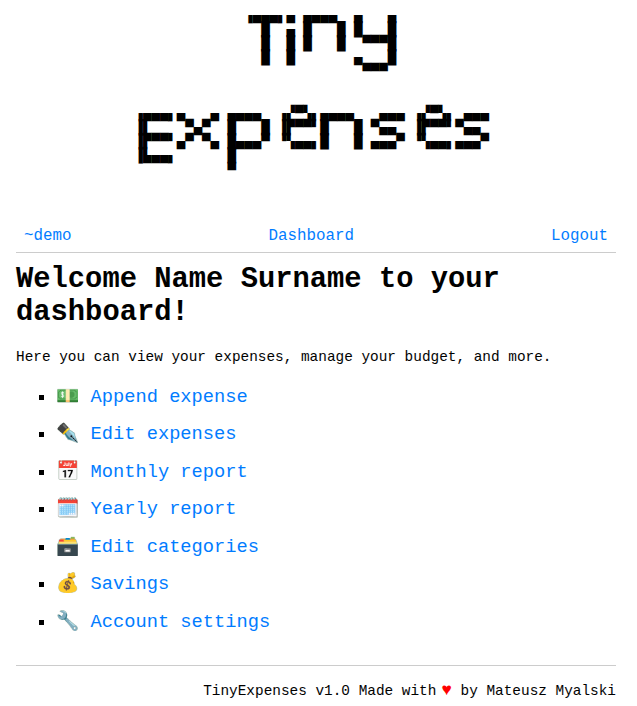 Tiny
Expenses
~demo Dashboard Logout
Welcome Name Surname to your
dashboard!
Here you can view your expenses, manage your budget, and more.
Append expense
Edit expenses
Monthly report
Yearly report
Edit categories
Savings
Account settings
TinyExpenses v1.0 Made with ♥ by Mateusz Myalski